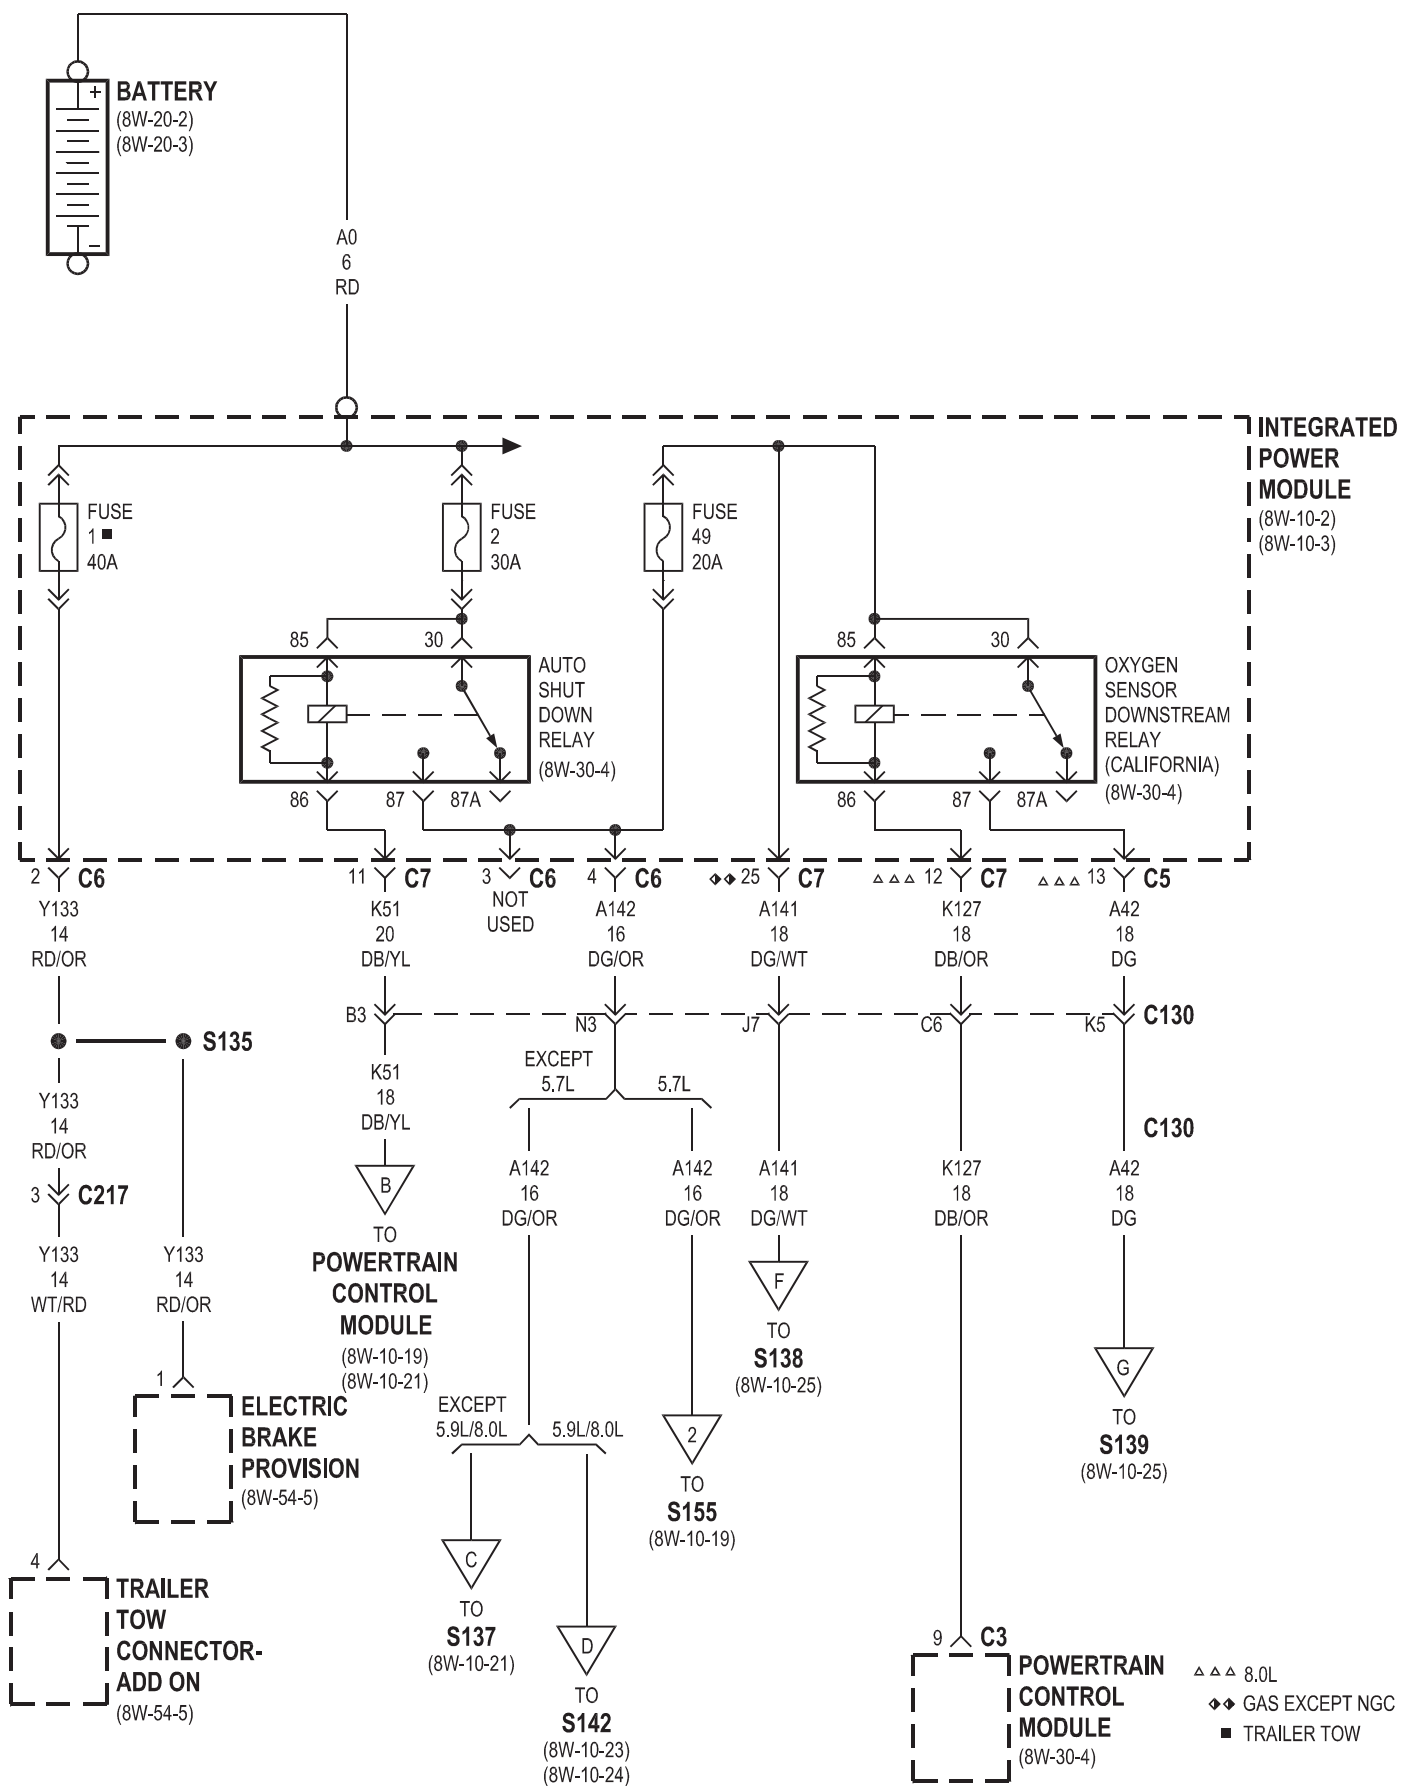 +
BATTERY
(8W-20-2)
(8W-20-3)
−
A0
6
RD
INTEGRATED
POWER
MODULE
(8W-10-2)
(8W-10-3)
FUSE
1 ■
40A
FUSE
2
30A
FUSE
49
20A
85
30
AUTO
SHUT
DOWN
RELAY
(8W-30-4)
86
87
87A
85
30
OXYGEN
SENSOR
DOWNSTREAM
RELAY
(CALIFORNIA)
(8W-30-4)
86
87
87A
2 C6
11 C7
3 C6
NOT
USED
4 C6
25 C7
12 C7
13 C5
Y133
14
RD/OR
K51
20
DB/YL
A142
16
DG/OR
A141
18
DG/WT
K127
18
DB/OR
A42
18
DG
B3
N3
J7
C6
K5
C130
S135
Y133
14
RD/OR
3 C217
Y133
14
WT/RD
Y133
14
RD/OR
K51
18
DB/YL
B
TO
POWERTRAIN
CONTROL
MODULE
(8W-10-19)
(8W-10-21)
EXCEPT
5.7L
5.7L
C130
A142
16
DG/OR
A142
16
DG/OR
A141
18
DG/WT
K127
18
DB/OR
A42
18
DG
F
TO
S138
(8W-10-25)
G
TO
S139
(8W-10-25)
1
ELECTRIC
BRAKE
PROVISION
(8W-54-5)
EXCEPT
5.9L/8.0L
5.9L/8.0L
2
TO
S155
(8W-10-19)
C
TO
S137
(8W-10-21)
D
TO
S142
(8W-10-23)
(8W-10-24)
4
TRAILER
TOW
CONNECTOR-
ADD ON
(8W-54-5)
9 C3
POWERTRAIN
CONTROL
MODULE
(8W-30-4)
8.0L
GAS EXCEPT NGC
■ TRAILER TOW